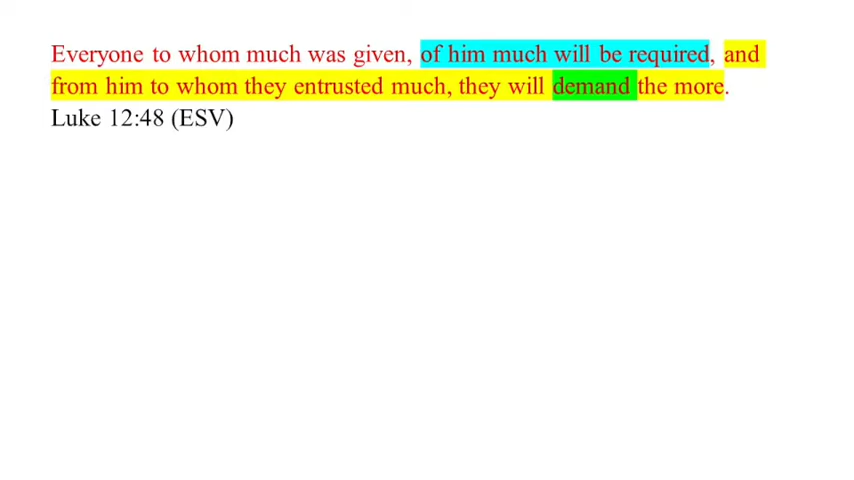 Everyone to whom much was given, of him much will be required, and
from him to whom they entrusted much, they will demand the more.
Luke 12:48 (ESV)